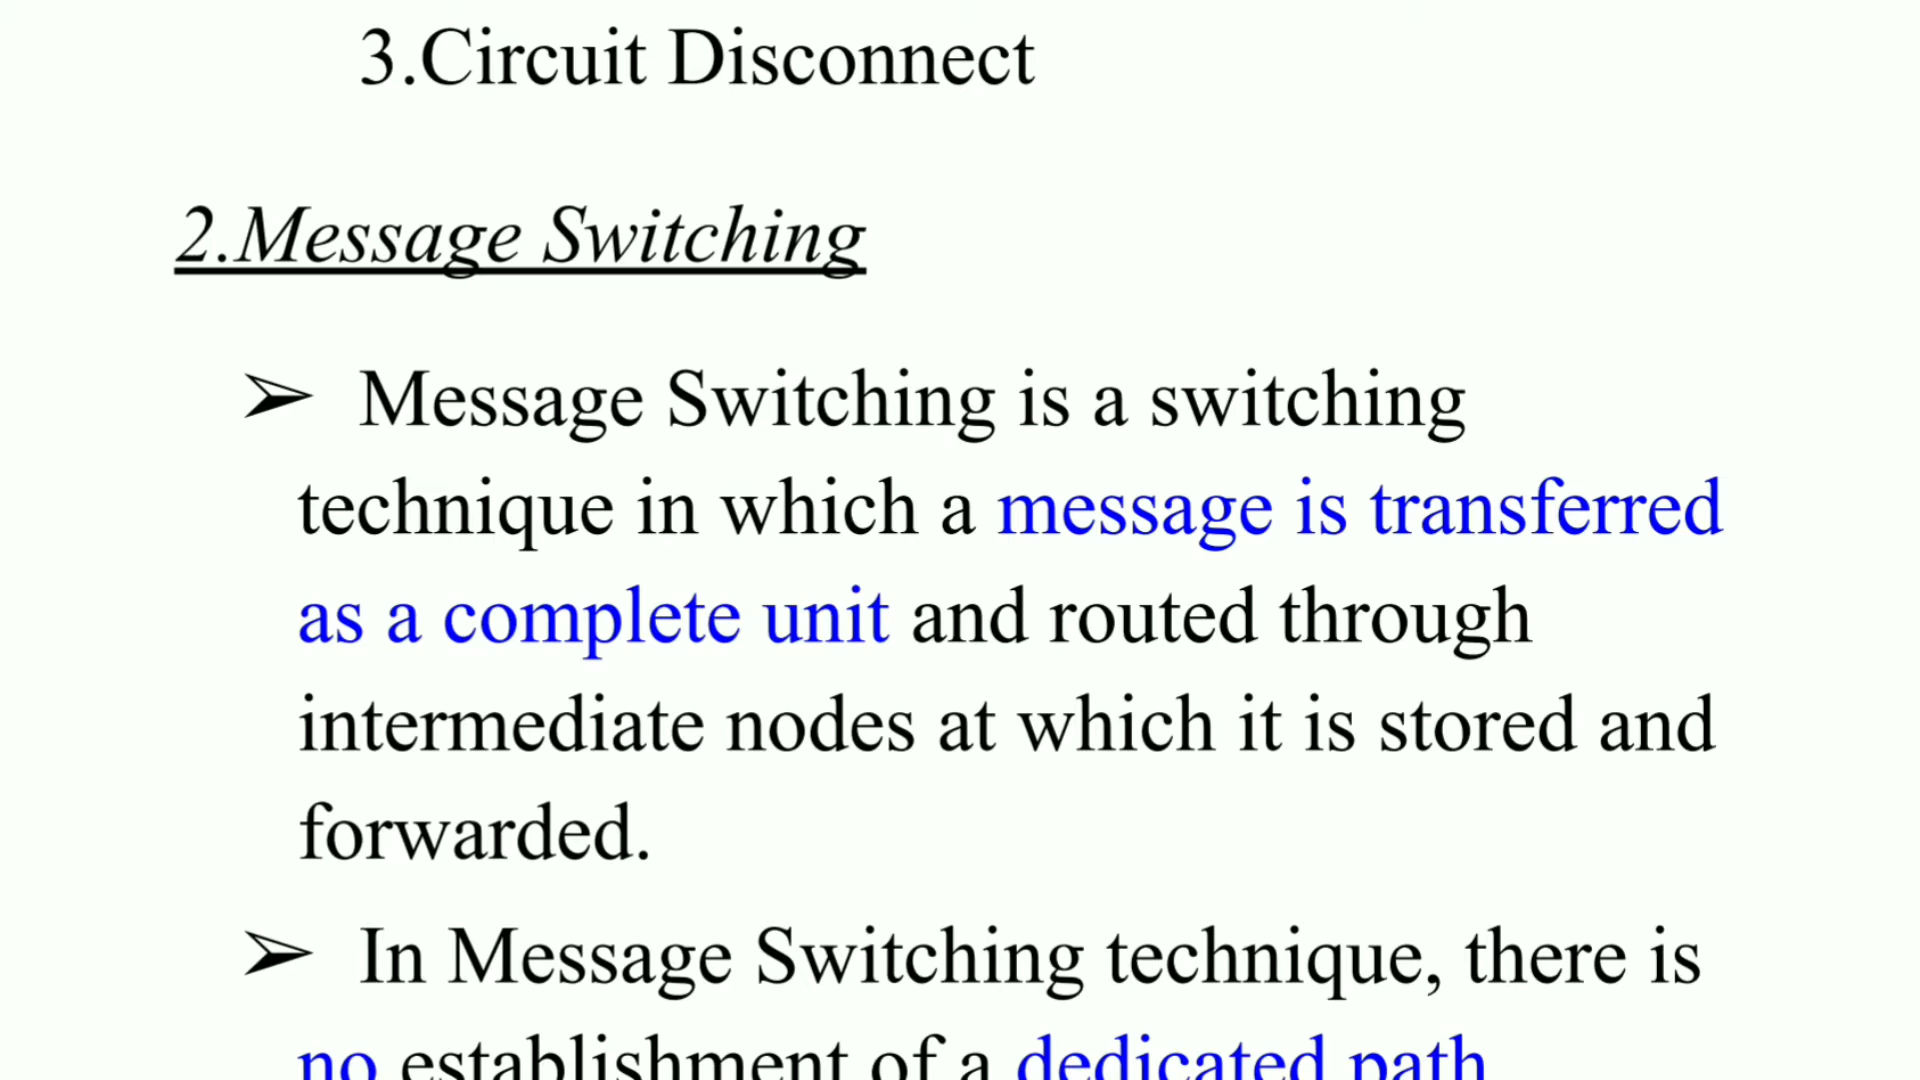 3.Circuit Disconnect
2.Message Switching
➢ Message Switching is a switching
technique in which a message is transferred
as a complete unit and routed through
intermediate nodes at which it is stored and
forwarded.
➢ In Message Switching technique, there is
no establishment of a dedicated path